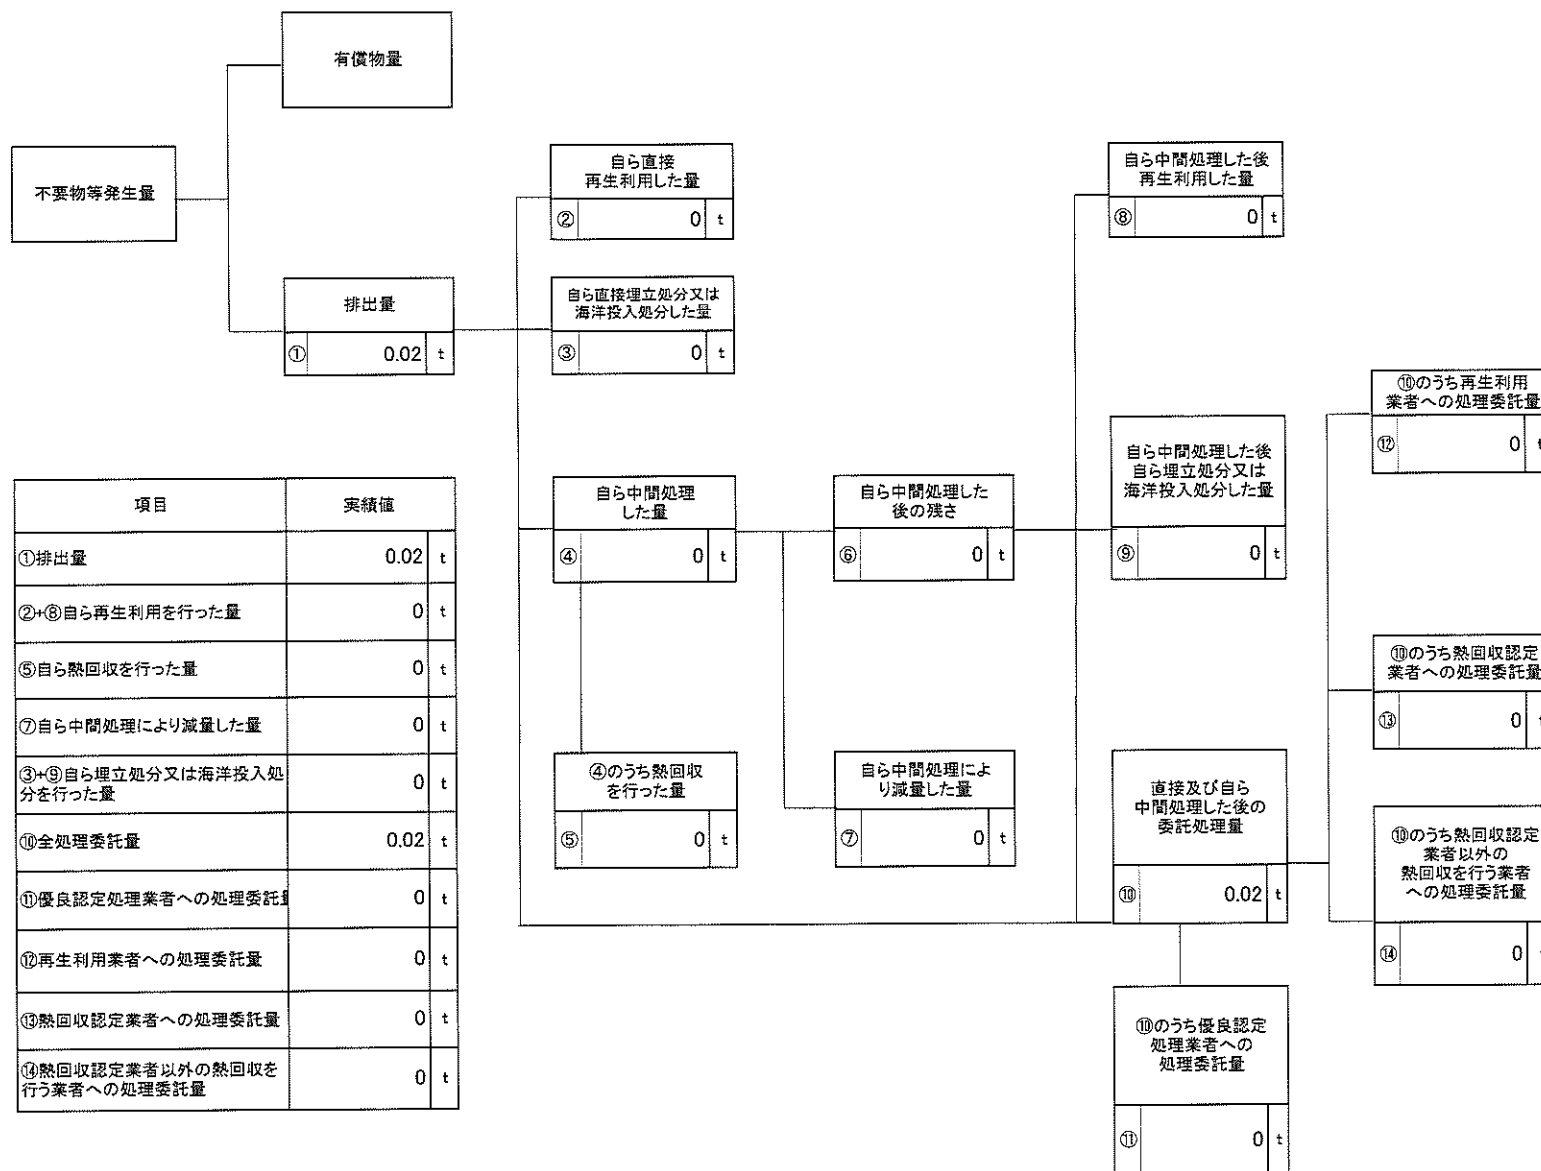 有償物量
不要物等発生量
排出量
① 0.02 t
自ら直接
再生利用した量
② 0 t
自ら直接埋立処分又は
海洋投入処分した量
③ 0 t
自ら中間処理
した量
④ 0 t
④のうち熱回収
を行った量
⑤ 0 t
自ら中間処理した
後の残さ
⑥ 0 t
自ら中間処理によ
り減量した量
⑦ 0 t
自ら中間処理した後
再生利用した量
⑧ 0 t
自ら中間処理した後
自ら埋立処分又は
海洋投入処分した量
⑨ 0 t
直接及び自ら
中間処理した後の
委託処理量
⑩ 0.02 t
⑩のうち優良認定
処理業者への
処理委託量
⑪ 0 t
⑩のうち再生利用
業者への処理委託量
⑫ 0 t
⑩のうち熱回収認定
業者への処理委託量
⑬ 0 t
⑩のうち熱回収認定
業者以外の
熱回収を行う業者
への処理委託量
⑭ 0 t
項目 実績値
①排出量 0.02 t
②+⑧自ら再生利用を行った量 0 t
⑤自ら熱回収を行った量 0 t
⑦自ら中間処理により減量した量 0 t
③+⑨自ら埋立処分又は海洋投入処
分を行った量 0 t
⑩全処理委託量 0.02 t
⑪優良認定処理業者への処理委託量 0 t
⑫再生利用業者への処理委託量 0 t
⑬熱回収認定業者への処理委託量 0 t
⑭熱回収認定業者以外の熱回収を
行う業者への処理委託量 0 t